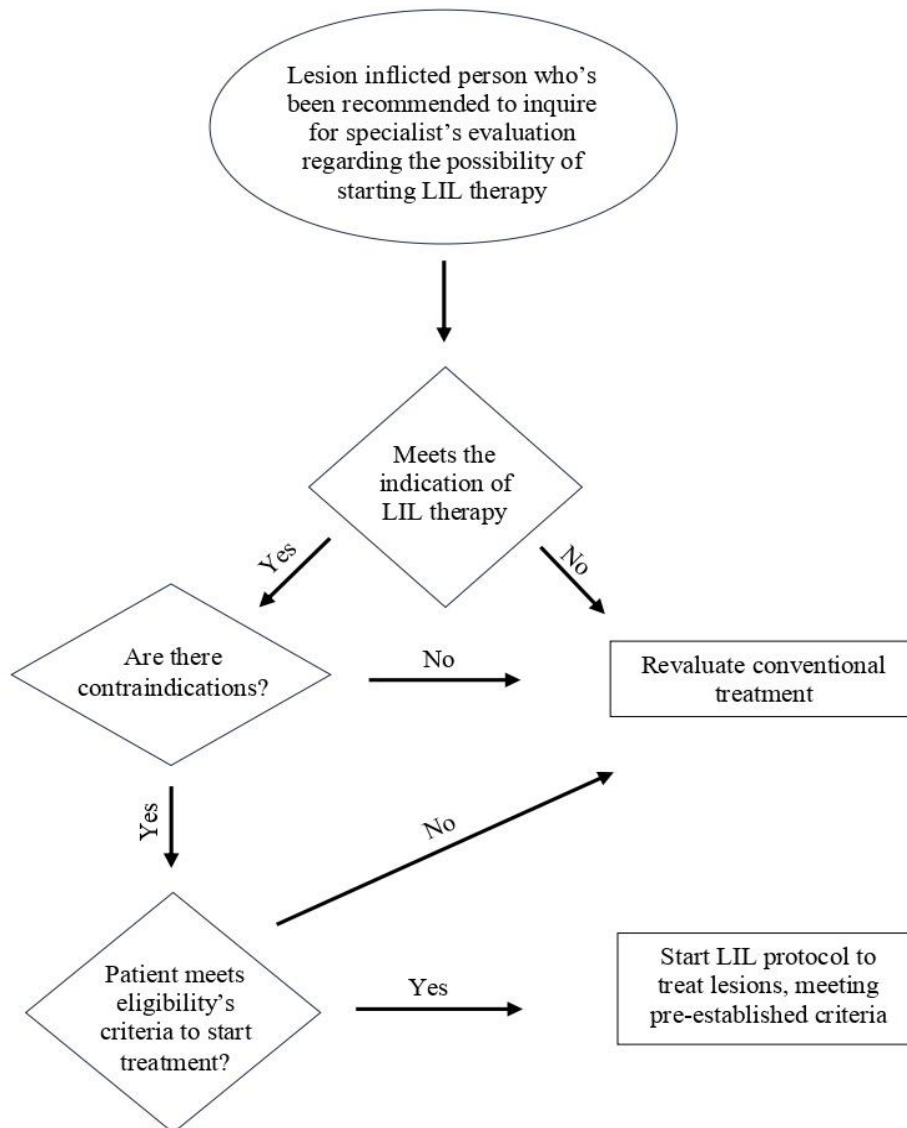 Lesion inflicted person who’s
been recommended to inquire
for specialist’s evaluation
regarding the possibility of
starting LIL therapy
Meets the
indication of
LIL therapy
Yes
No
Are there
contraindications?
No
Revaluate conventional
treatment
Yes
No
Patient meets
eligibility’s
criteria to start
treatment?
Yes
Start LIL protocol to
treat lesions, meeting
pre-established criteria